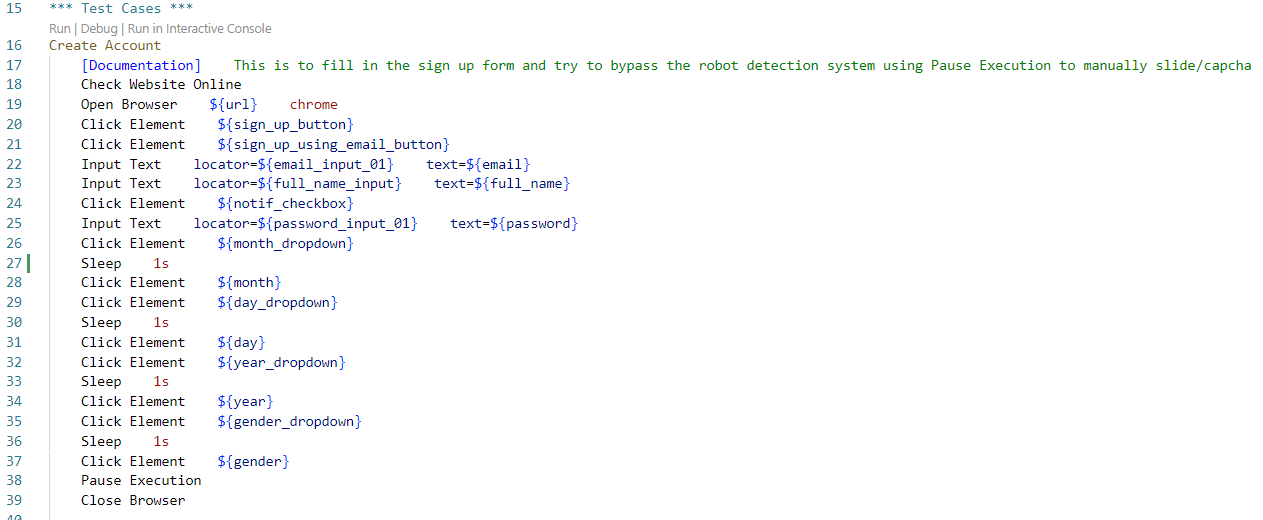 15 *** Test Cases ***
Run | Debug | Run in Interactive Console
16 Create Account
17 [Documentation]    This is to fill in the sign up form and try to bypass the robot detection system using Pause Execution to manually slide/capcha
18 Check Website Online
19 Open Browser    ${url}    chrome
20 Click Element    ${sign_up_button}
21 Click Element    ${sign_up_using_email_button}
22 Input Text    locator=${email_input_01}    text=${email}
23 Input Text    locator=${full_name_input}    text=${full_name}
24 Click Element    ${notif_checkbox}
25 Input Text    locator=${password_input_01}    text=${password}
26 Click Element    ${month_dropdown}
27 Sleep    1s
28 Click Element    ${month}
29 Click Element    ${day_dropdown}
30 Sleep    1s
31 Click Element    ${day}
32 Click Element    ${year_dropdown}
33 Sleep    1s
34 Click Element    ${year}
35 Click Element    ${gender_dropdown}
36 Sleep    1s
37 Click Element    ${gender}
38 Pause Execution
39 Close Browser
40